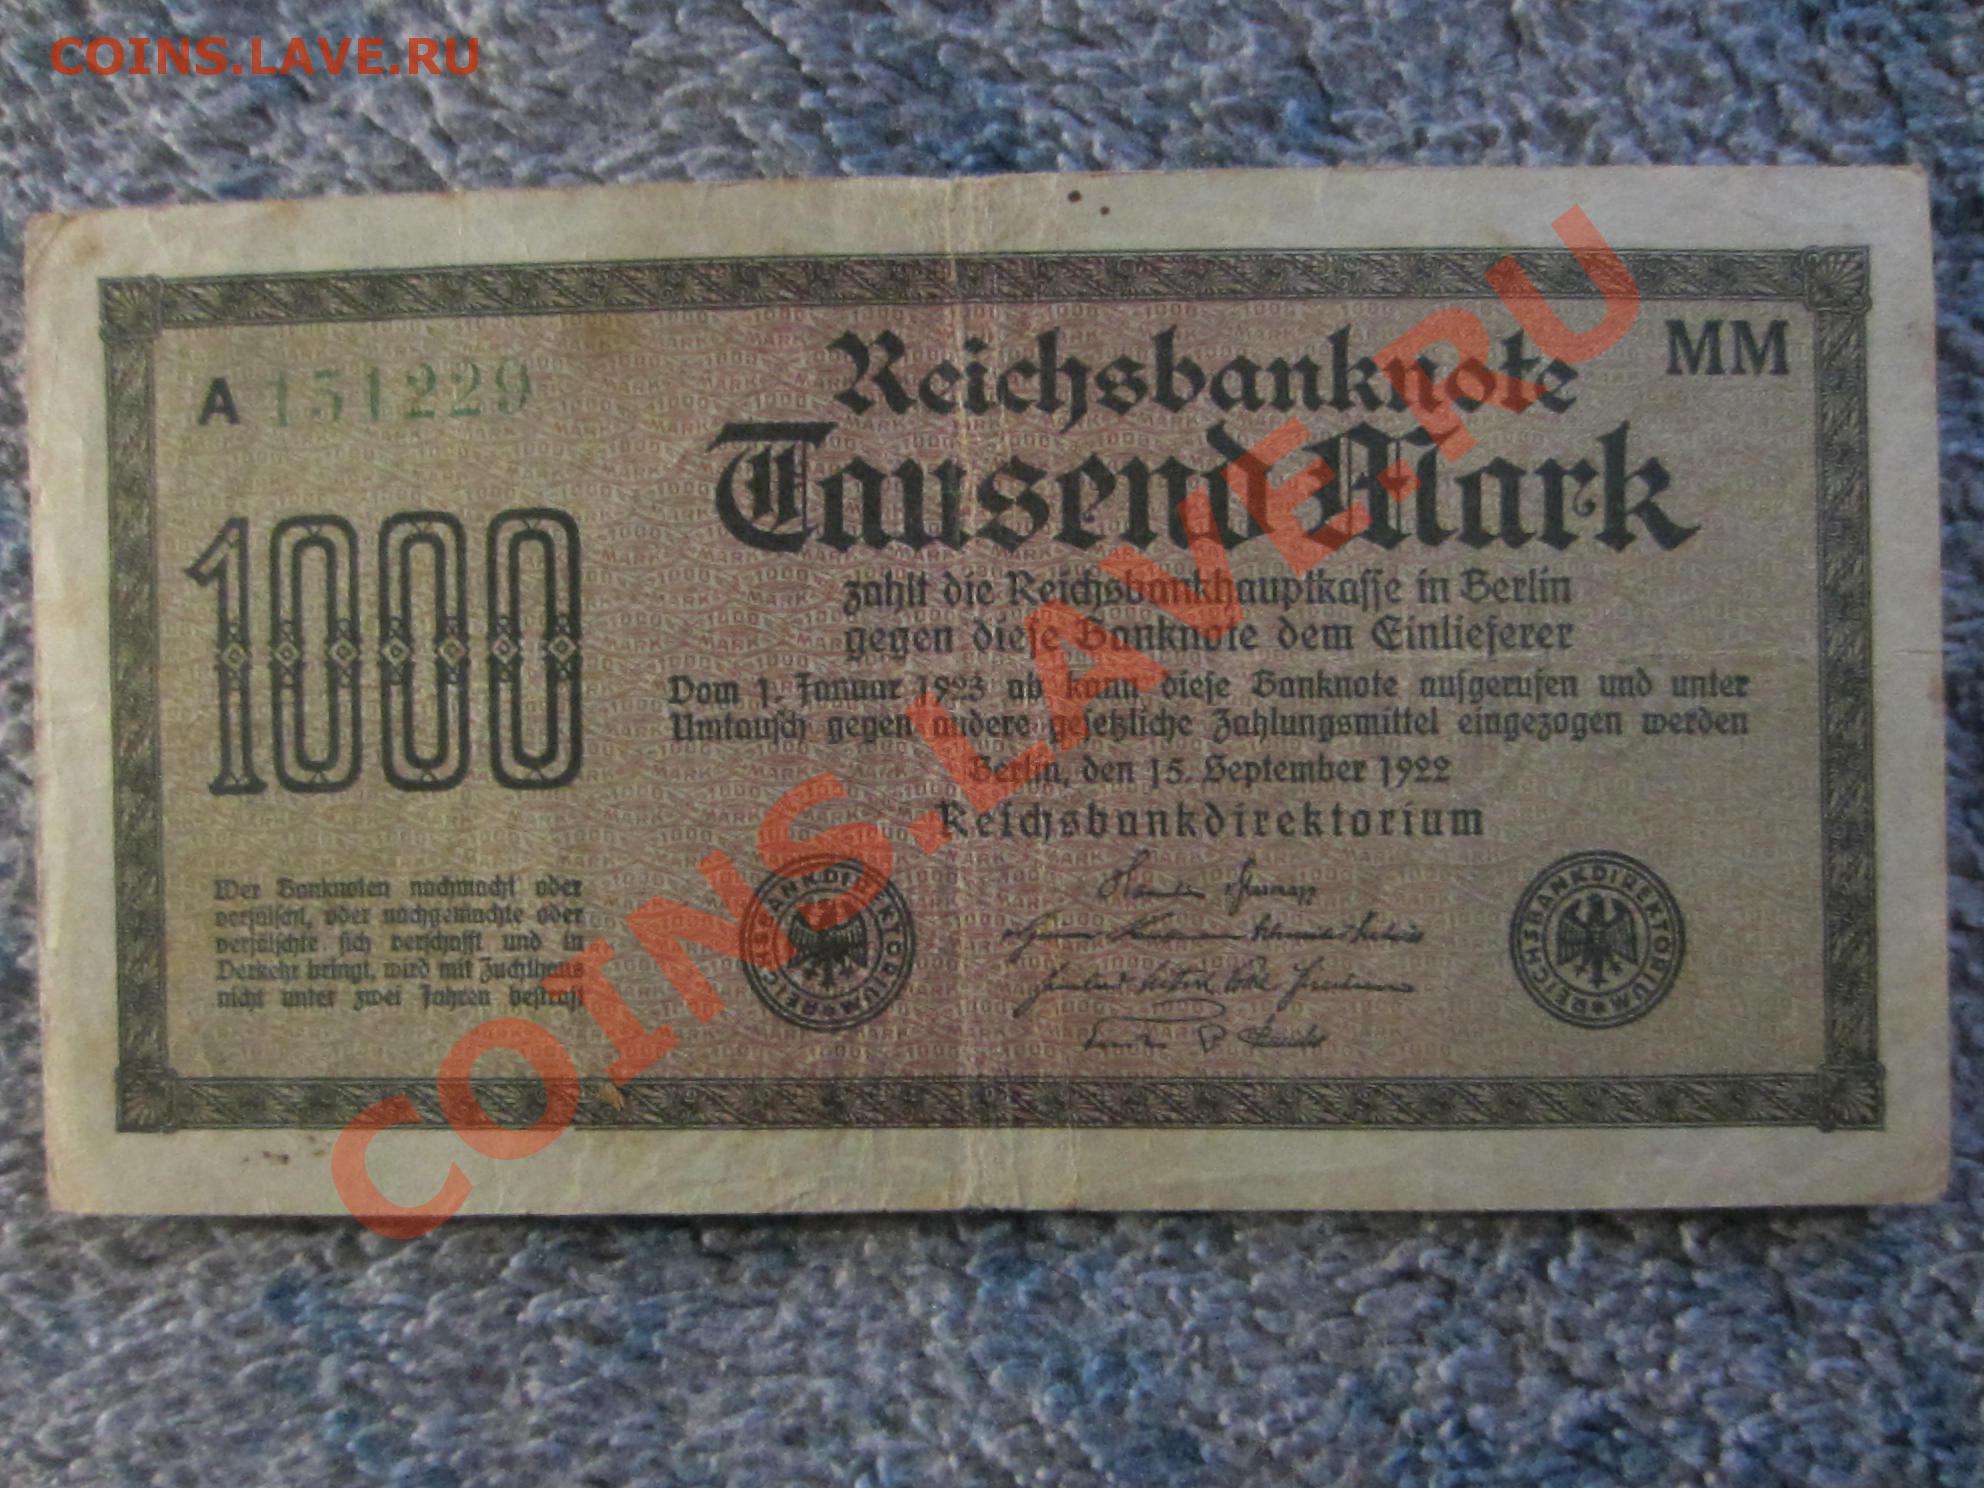 COINS.LAVE.RU
Reichsbanknote MM
A 151229
Tausend Mark
1000
zahlt die Reichsbankhauptkasse in Berlin
gegen diese Banknote dem Einlieferer
Vom 1. Januar 1923 ab kann diese Banknote aufgerufen und unter
Umtausch gegen andere gesetzliche Zahlungsmittel eingezogen werden
Berlin, den 15. September 1922
Reichsbankdirektorium
Wer Banknoten nachmacht oder
verfälscht, oder nachgemachte oder
verfälschte sich verschafft und in
Verkehr bringt, wird mit Zuchthaus
nicht unter zwei Jahren bestraft
REICHSBANKDIREKTORIUM
REICHSBANKDIREKTORIUM
COINS.LAVE.RU